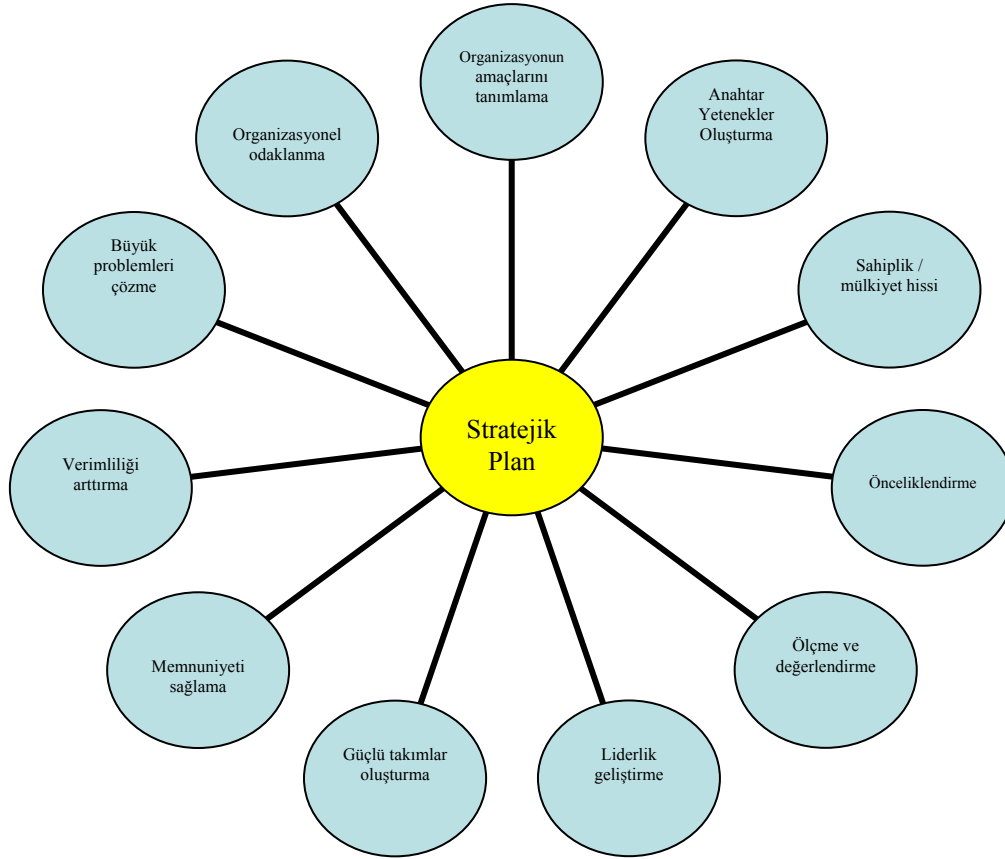 Organizasyonun
amaçlarını
tanımlama
Anahtar
Yetenekler
Oluşturma
Sahiplik /
mülkiyet hissi
Önceliklendirme
Ölçme ve
değerlendirme
Liderlik
geliştirme
Güçlü takımlar
oluşturma
Memnuniyeti
sağlama
Verimliliği
arttırma
Büyük
problemleri
çözme
Organizasyonel
odaklanma
Stratejik
Plan